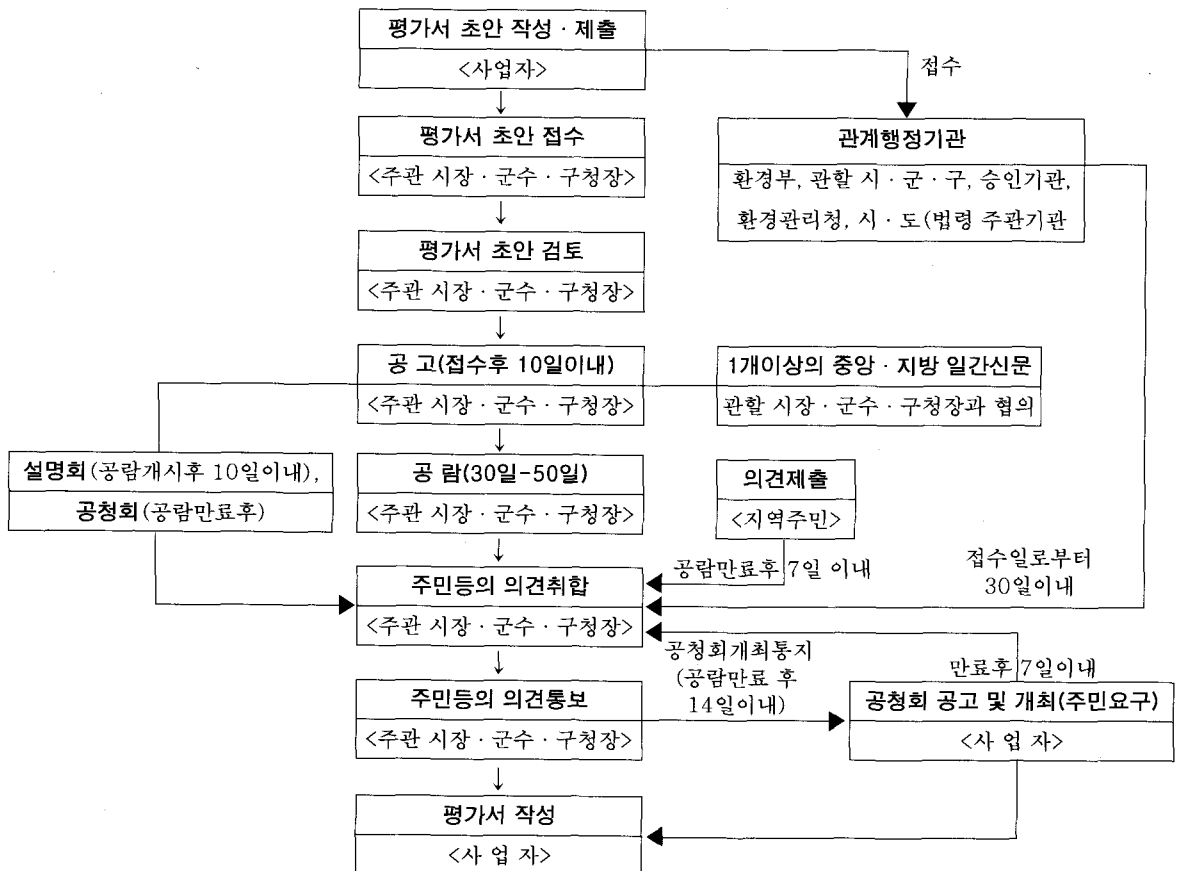 평가서 초안 작성 · 제출
<사업자>
접수
평가서 초안 접수
<주관 시장 · 군수 · 구청장>
관계행정기관
환경부, 관할 시 · 군 · 구, 승인기관,
환경관리청, 시 · 도(법령 주관기관
평가서 초안 검토
<주관 시장 · 군수 · 구청장>
공 고(접수후 10일이내)
<주관 시장 · 군수 · 구청장>
1개이상의 중앙 · 지방 일간신문
관할 시장 · 군수 · 구청장과 협의
설명회(공람개시후 10일이내),
공청회(공람만료후)
공 람(30일-50일)
<주관 시장 · 군수 · 구청장>
의견제출
<지역주민>
공람만료후 7일 이내
접수일로부터
30일이내
주민등의 의견취합
<주관 시장 · 군수 · 구청장>
공청회개최통지
(공람만료 후
14일이내)
만료후 7일이내
주민등의 의견통보
<주관 시장 · 군수 · 구청장>
공청회 공고 및 개최(주민요구)
<사 업 자>
평가서 작성
<사 업 자>